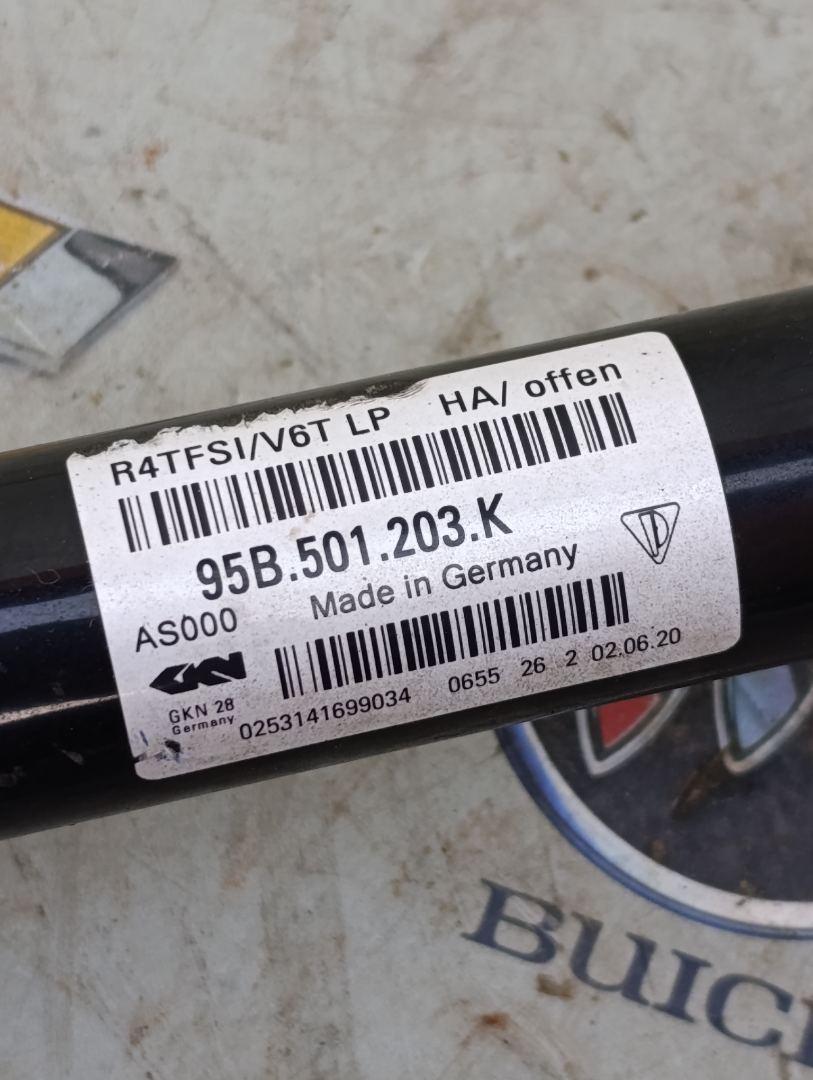 R4TFSI/V6T LP HA/ offen
95B.501.203.K
Made in Germany
AS000
GKN
GKN 28
Germany
0253141699034 0655 26 2 02.06.20
BUICK